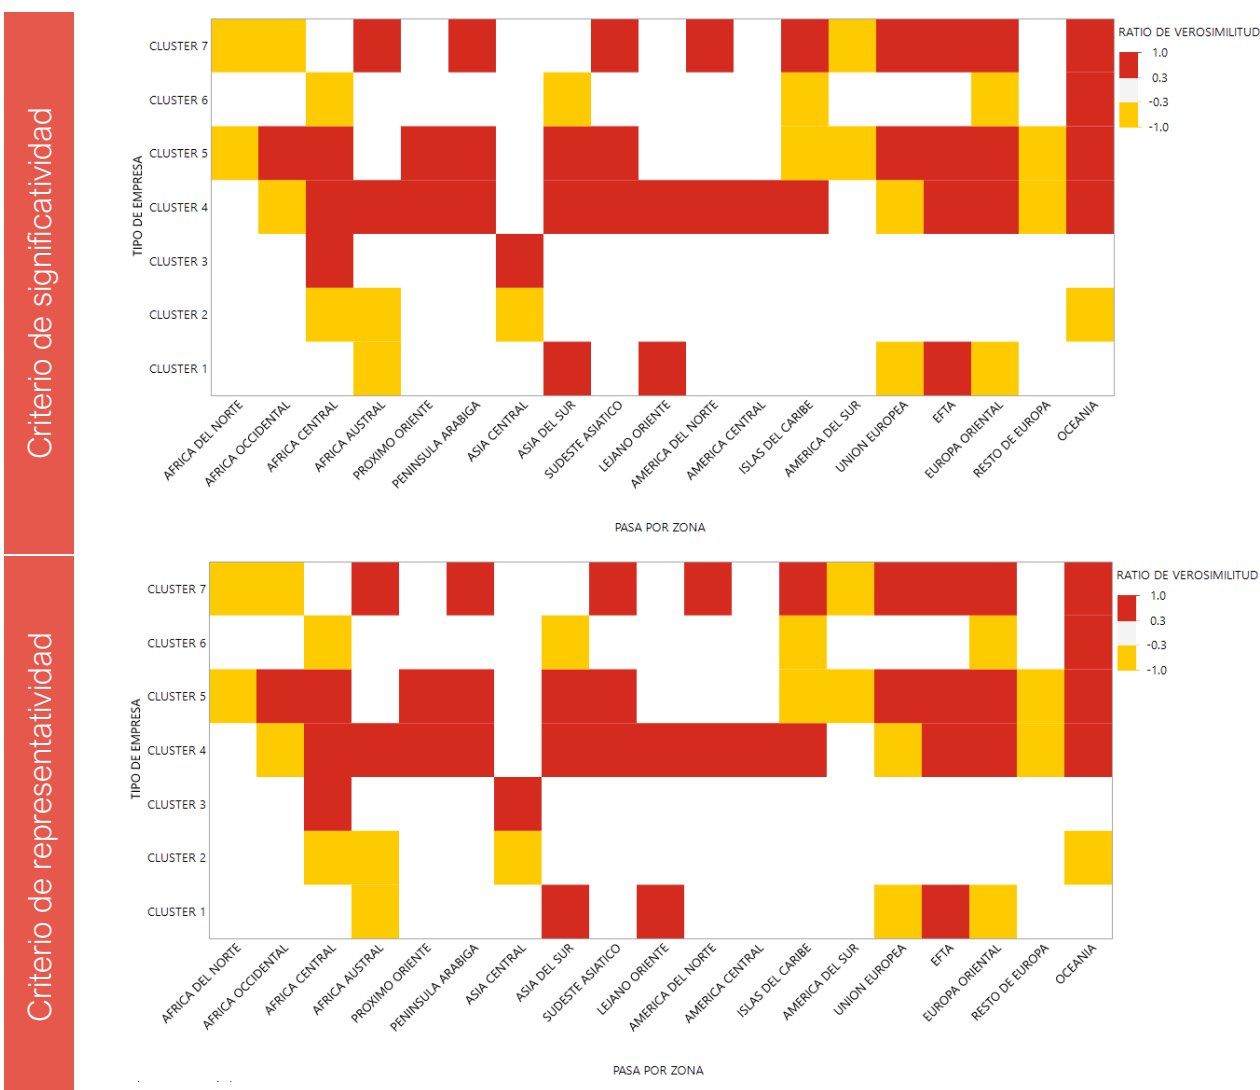 Criterio de significatividad
TIPO DE EMPRESA
CLUSTER 7
CLUSTER 6
CLUSTER 5
CLUSTER 4
CLUSTER 3
CLUSTER 2
CLUSTER 1
AFRICA DEL NORTE
AFRICA OCCIDENTAL
AFRICA CENTRAL
AFRICA AUSTRAL
PROXIMO ORIENTE
PENINSULA ARABIGA
ASIA CENTRAL
ASIA DEL SUR
SUDESTE ASIATICO
LEJANO ORIENTE
AMERICA DEL NORTE
AMERICA CENTRAL
ISLAS DEL CARIBE
AMERICA DEL SUR
UNION EUROPEA
EFTA
EUROPA ORIENTAL
RESTO DE EUROPA
OCEANIA
PASA POR ZONA
RATIO DE VEROSIMILITUD
1.0
0.3
-0.3
-1.0
Criterio de representatividad
TIPO DE EMPRESA
CLUSTER 7
CLUSTER 6
CLUSTER 5
CLUSTER 4
CLUSTER 3
CLUSTER 2
CLUSTER 1
AFRICA DEL NORTE
AFRICA OCCIDENTAL
AFRICA CENTRAL
AFRICA AUSTRAL
PROXIMO ORIENTE
PENINSULA ARABIGA
ASIA CENTRAL
ASIA DEL SUR
SUDESTE ASIATICO
LEJANO ORIENTE
AMERICA DEL NORTE
AMERICA CENTRAL
ISLAS DEL CARIBE
AMERICA DEL SUR
UNION EUROPEA
EFTA
EUROPA ORIENTAL
RESTO DE EUROPA
OCEANIA
PASA POR ZONA
RATIO DE VEROSIMILITUD
1.0
0.3
-0.3
-1.0